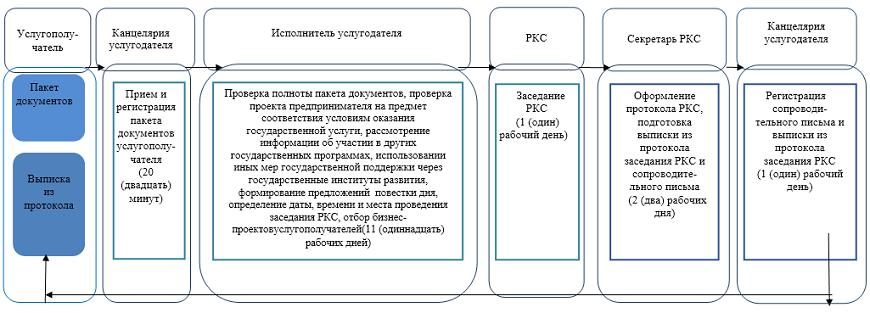 Услугополу-
чатель
Канцелярия
услугодателя
Исполнитель услугодателя
РКС
Секретарь РКС
Канцелярия
услугодателя
Пакет
документов
Выписка
из
протокола
Прием и
регистрация
пакета
документов
услугополу-
чателя
(20
(двадцать)
минут)
Проверка полноты пакета документов, проверка
проекта предпринимателя на предмет
соответствия условиям оказания
государственной услуги, рассмотрение
информации об участии в других
государственных программах, использовании
иных мер государственной поддержки через
государственные институты развития,
формирование предложений повестки дня,
определение даты, времени и места проведения
заседания РКС, отбор бизнес-
проектовуслугополучателей(11 (одиннадцать)
рабочих дней)
Заседание
РКС
(1 (один)
рабочий день)
Оформление
протокола РКС,
подготовка
выписки из
протокола
заседания РКС и
сопроводите-
льного письма
(2 (два) рабочих
дня)
Регистрация
сопроводи-
тельного письма и
выписки из
протокола
заседания РКС
(1 (один) рабочий
день)